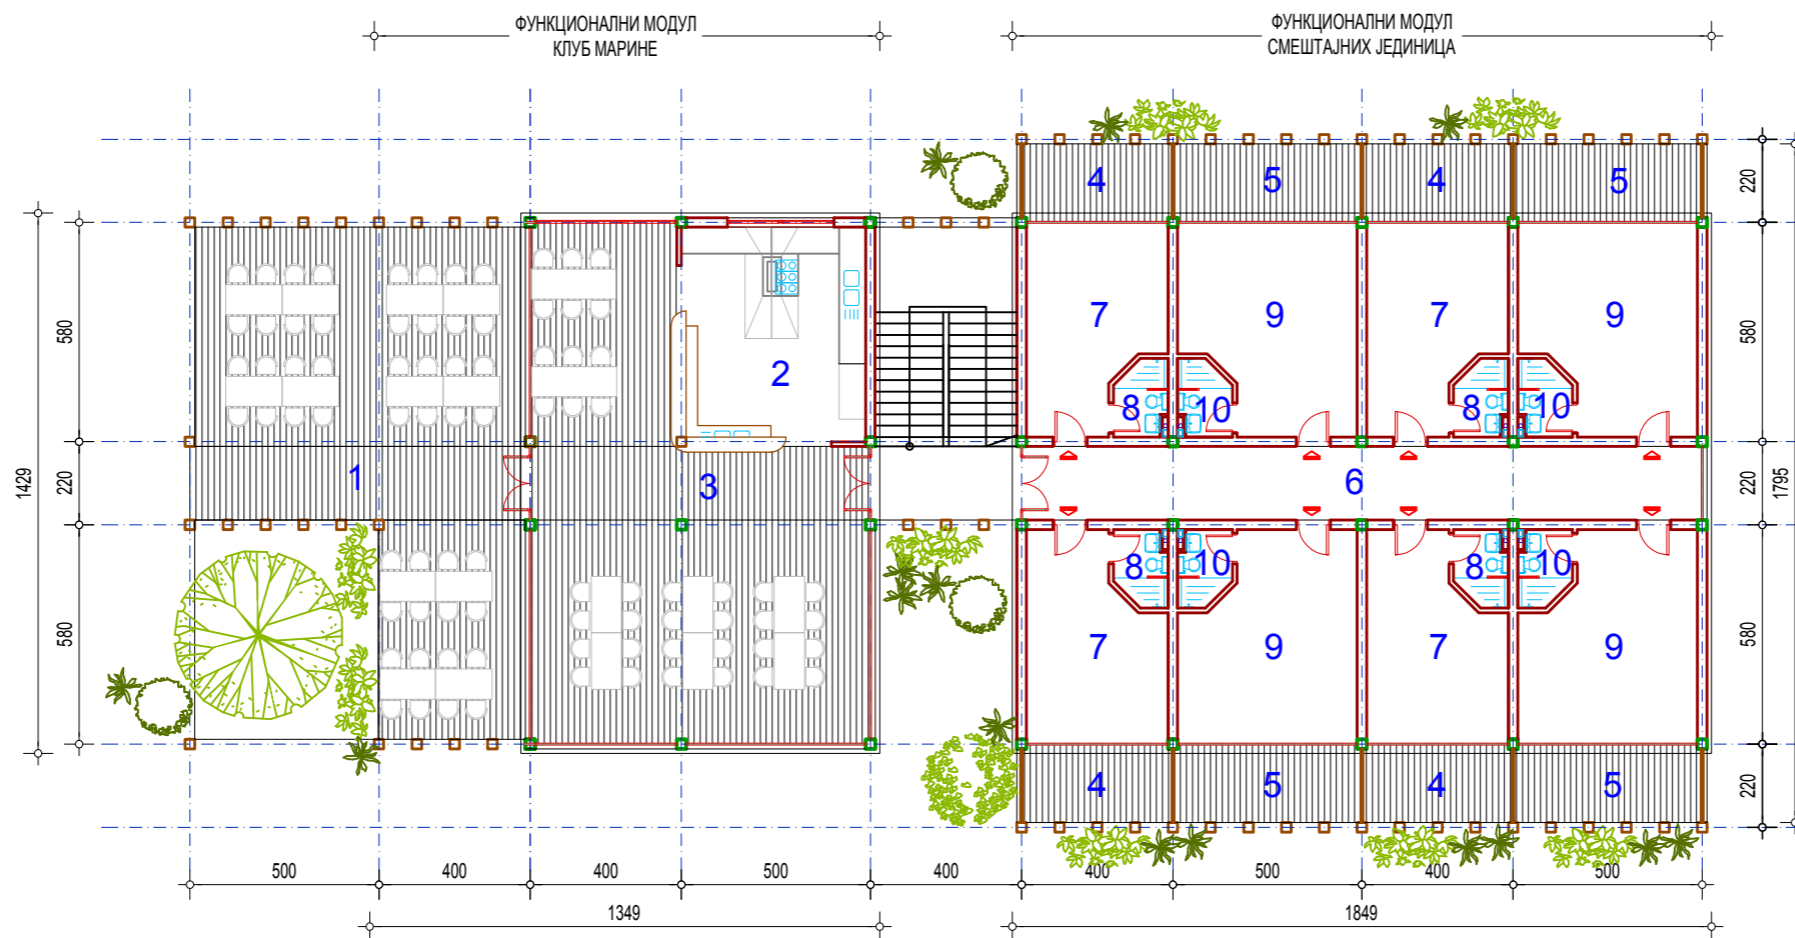 ФУНКЦИОНАЛНИ МОДУЛ
КЛУБ МАРИНЕ
ФУНКЦИОНАЛНИ МОДУЛ
СМЕШТАЈНИХ ЈЕДИНИЦА
4 5 4 5
220
580
7 9 7 9
580
2
8 10 8 10
1429
220
1
3
6
220
1795
8 10 8 10
580
7 9 7 9
580
4 5 4 5
220
500 400 400 500 400 400 500 400 500
1349
1849